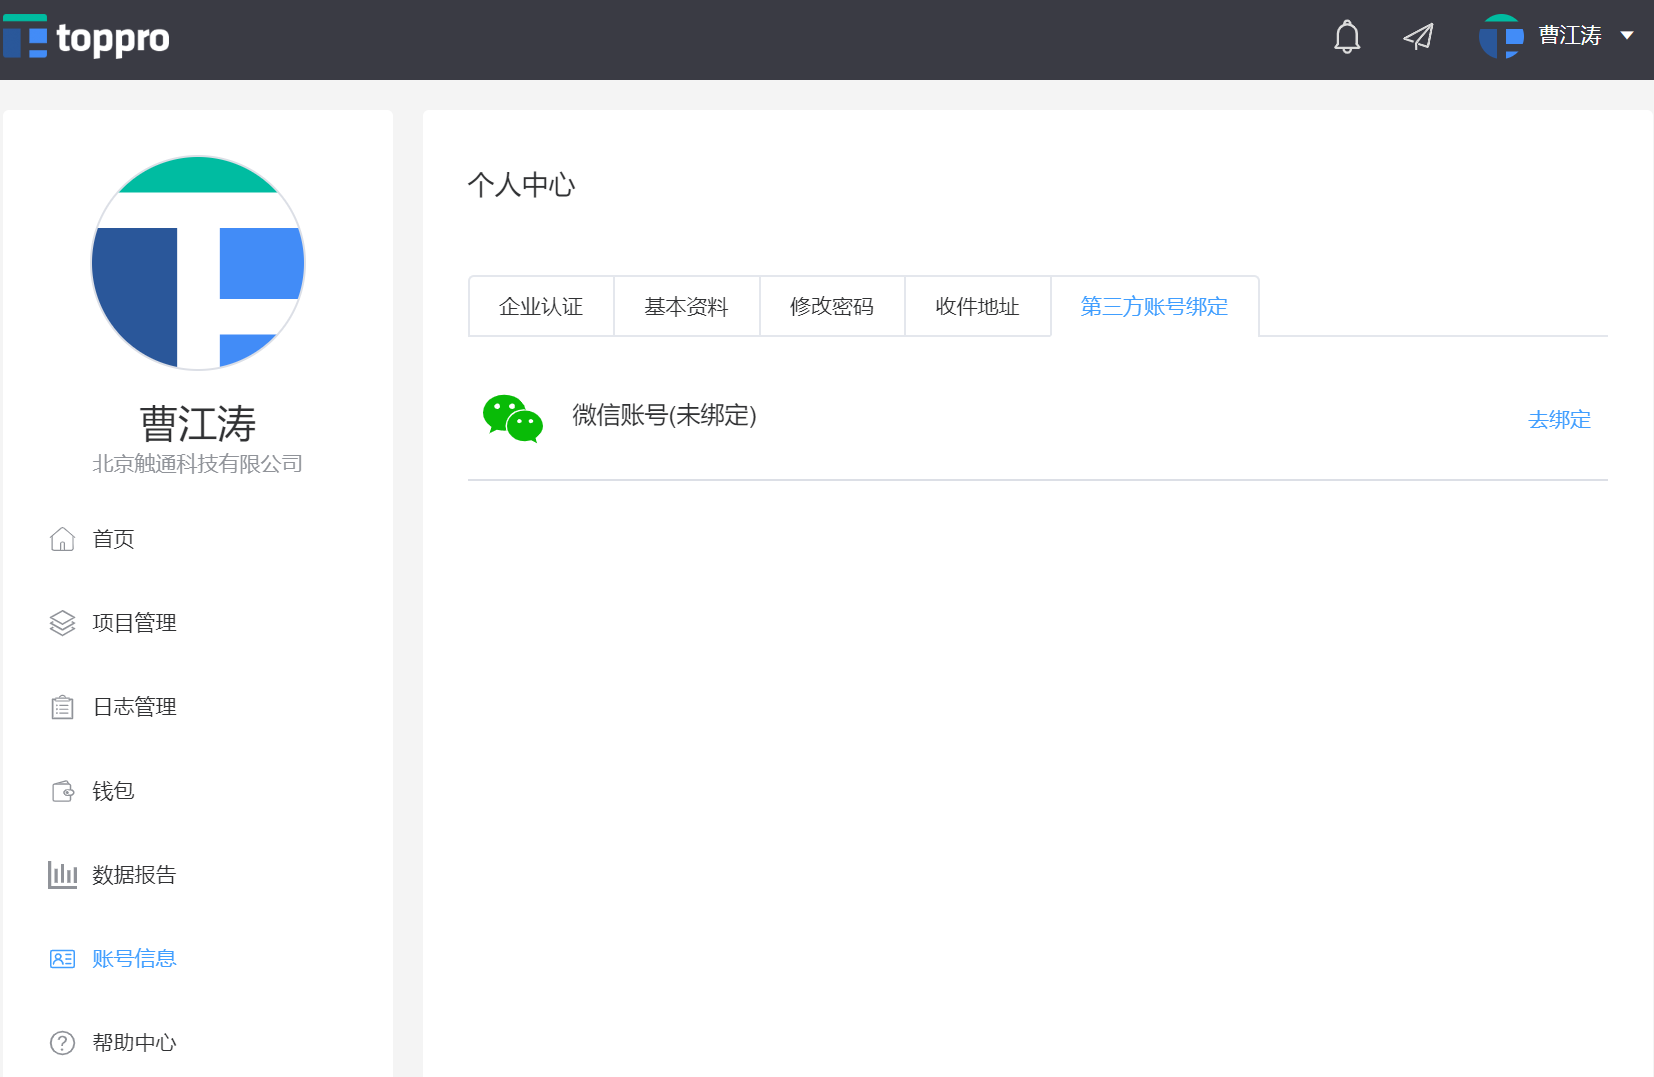 toppro
曹江涛
曹江涛
北京触通科技有限公司
首页
项目管理
日志管理
钱包
数据报告
账号信息
帮助中心
个人中心
企业认证 基本资料 修改密码 收件地址 第三方账号绑定
微信账号(未绑定) 去绑定